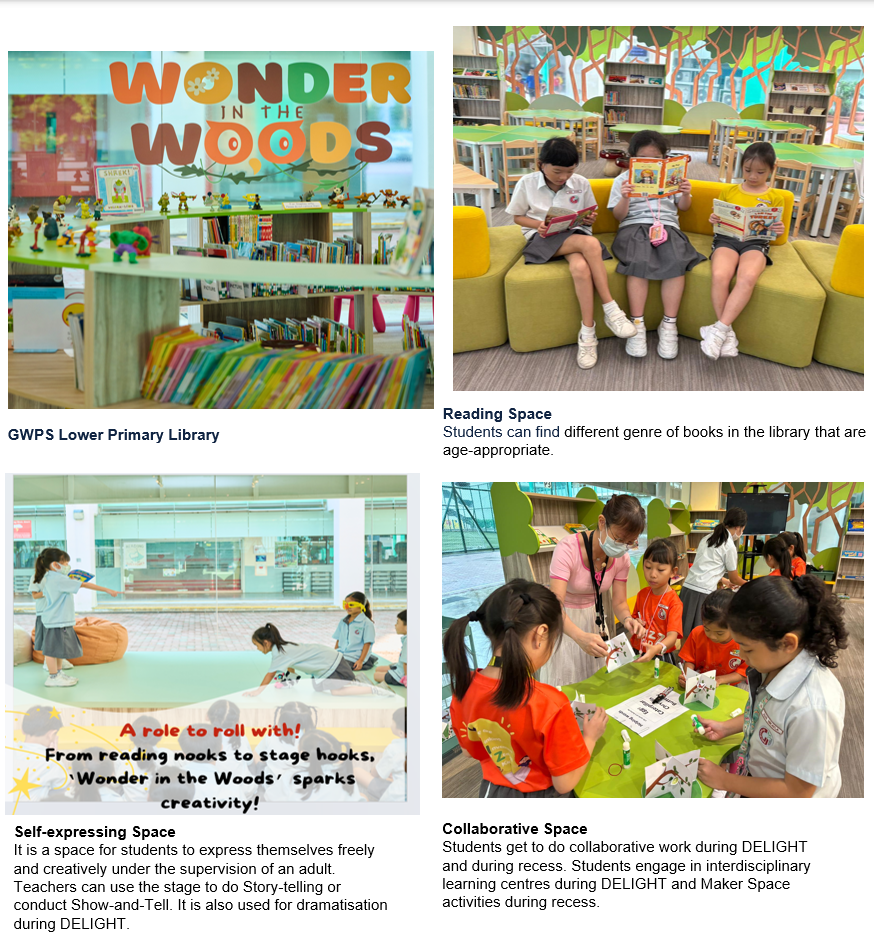 WONDER
IN THE
WOODS
SHREK!
GWPS Lower Primary Library
Reading Space
Students can find different genre of books in the library that are
age-appropriate.
A role to roll with!
From reading nooks to stage hooks,
'Wonder in the Woods' sparks
creativity!
Self-expressing Space
It is a space for students to express themselves freely
and creatively under the supervision of an adult.
Teachers can use the stage to do Story-telling or
conduct Show-and-Tell. It is also used for dramatisation
during DELIGHT.
Collaborative Space
Students get to do collaborative work during DELIGHT
and during recess. Students engage in interdisciplinary
learning centres during DELIGHT and Maker Space
activities during recess.